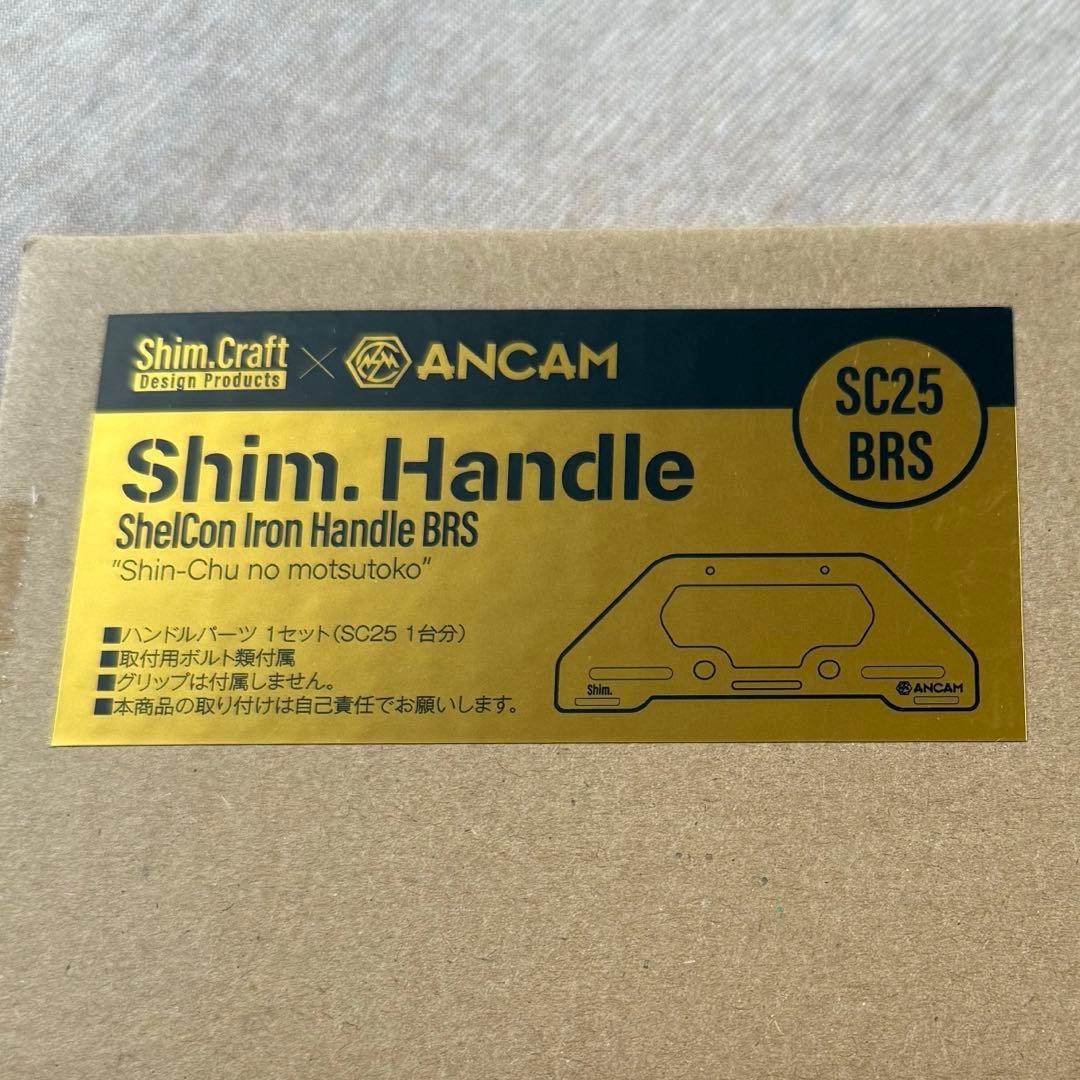 Shim.Craft × ANCAM
Design Products
SC25
BRS
Shim. Handle
ShelCon Iron Handle BRS
"Shin-Chu no motsutoko"
■ハンドルパーツ 1セット(SC25 1台分)
■取付用ボルト類付属
■グリップは付属しません。
■本商品の取り付けは自己責任でお願いします。
Shim.
ANCAM